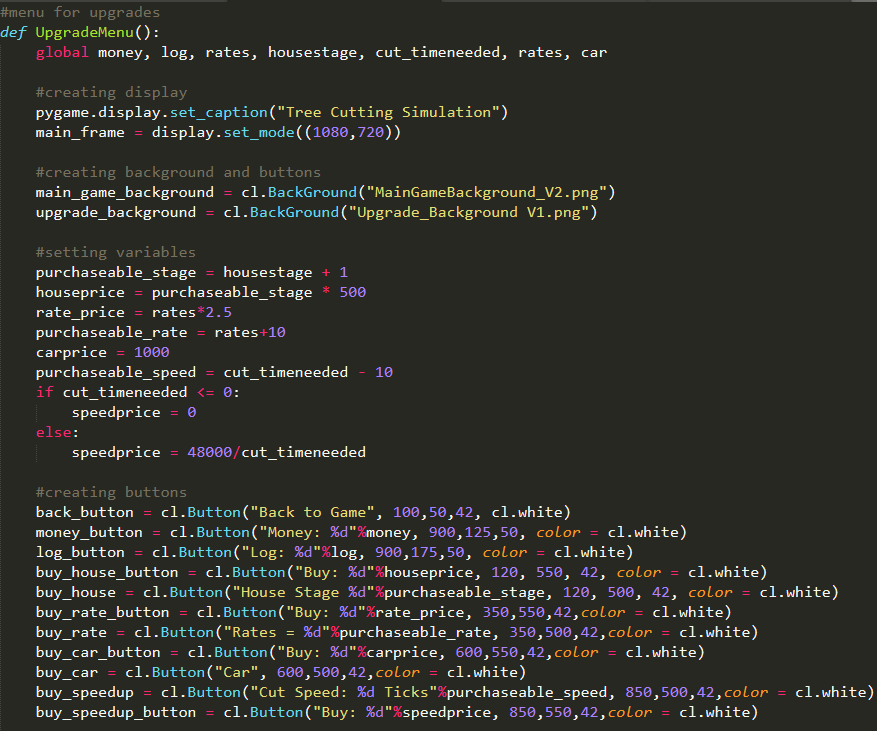 #menu for upgrades
def UpgradeMenu():
    global money, log, rates, housestage, cut_timeneeded, rates, car

    #creating display
    pygame.display.set_caption("Tree Cutting Simulation")
    main_frame = display.set_mode((1080,720))

    #creating background and buttons
    main_game_background = cl.BackGround("MainGameBackground_V2.png")
    upgrade_background = cl.BackGround("Upgrade_Background V1.png")

    #setting variables
    purchaseable_stage = housestage + 1
    houseprice = purchaseable_stage * 500
    rate_price = rates*2.5
    purchaseable_rate = rates+10
    carprice = 1000
    purchaseable_speed = cut_timeneeded - 10
    if cut_timeneeded <= 0:
        speedprice = 0
    else:
        speedprice = 48000/cut_timeneeded

    #creating buttons
    back_button = cl.Button("Back to Game", 100,50,42, cl.white)
    money_button = cl.Button("Money: %d"%money, 900,125,50, color = cl.white)
    log_button = cl.Button("Log: %d"%log, 900,175,50, color = cl.white)
    buy_house_button = cl.Button("Buy: %d"%houseprice, 120, 550, 42, color = cl.white)
    buy_house = cl.Button("House Stage %d"%purchaseable_stage, 120, 500, 42, color = cl.white)
    buy_rate_button = cl.Button("Buy: %d"%rate_price, 350,550,42,color = cl.white)
    buy_rate = cl.Button("Rates = %d"%purchaseable_rate, 350,500,42,color = cl.white)
    buy_car_button = cl.Button("Buy: %d"%carprice, 600,550,42,color = cl.white)
    buy_car = cl.Button("Car", 600,500,42,color = cl.white)
    buy_speedup = cl.Button("Cut Speed: %d Ticks"%purchaseable_speed, 850,500,42,color = cl.white)
    buy_speedup_button = cl.Button("Buy: %d"%speedprice, 850,550,42,color = cl.white)